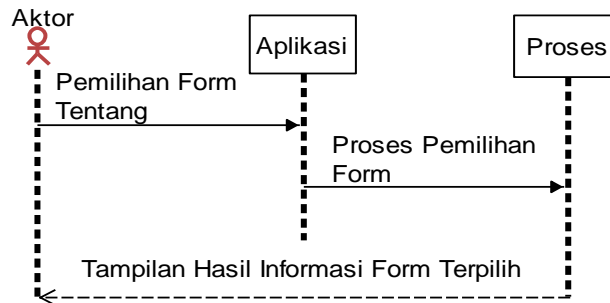 Aktor
Aplikasi
Proses
Pemilihan Form
Tentang
Proses Pemilihan
Form
Tampilan Hasil Informasi Form Terpilih